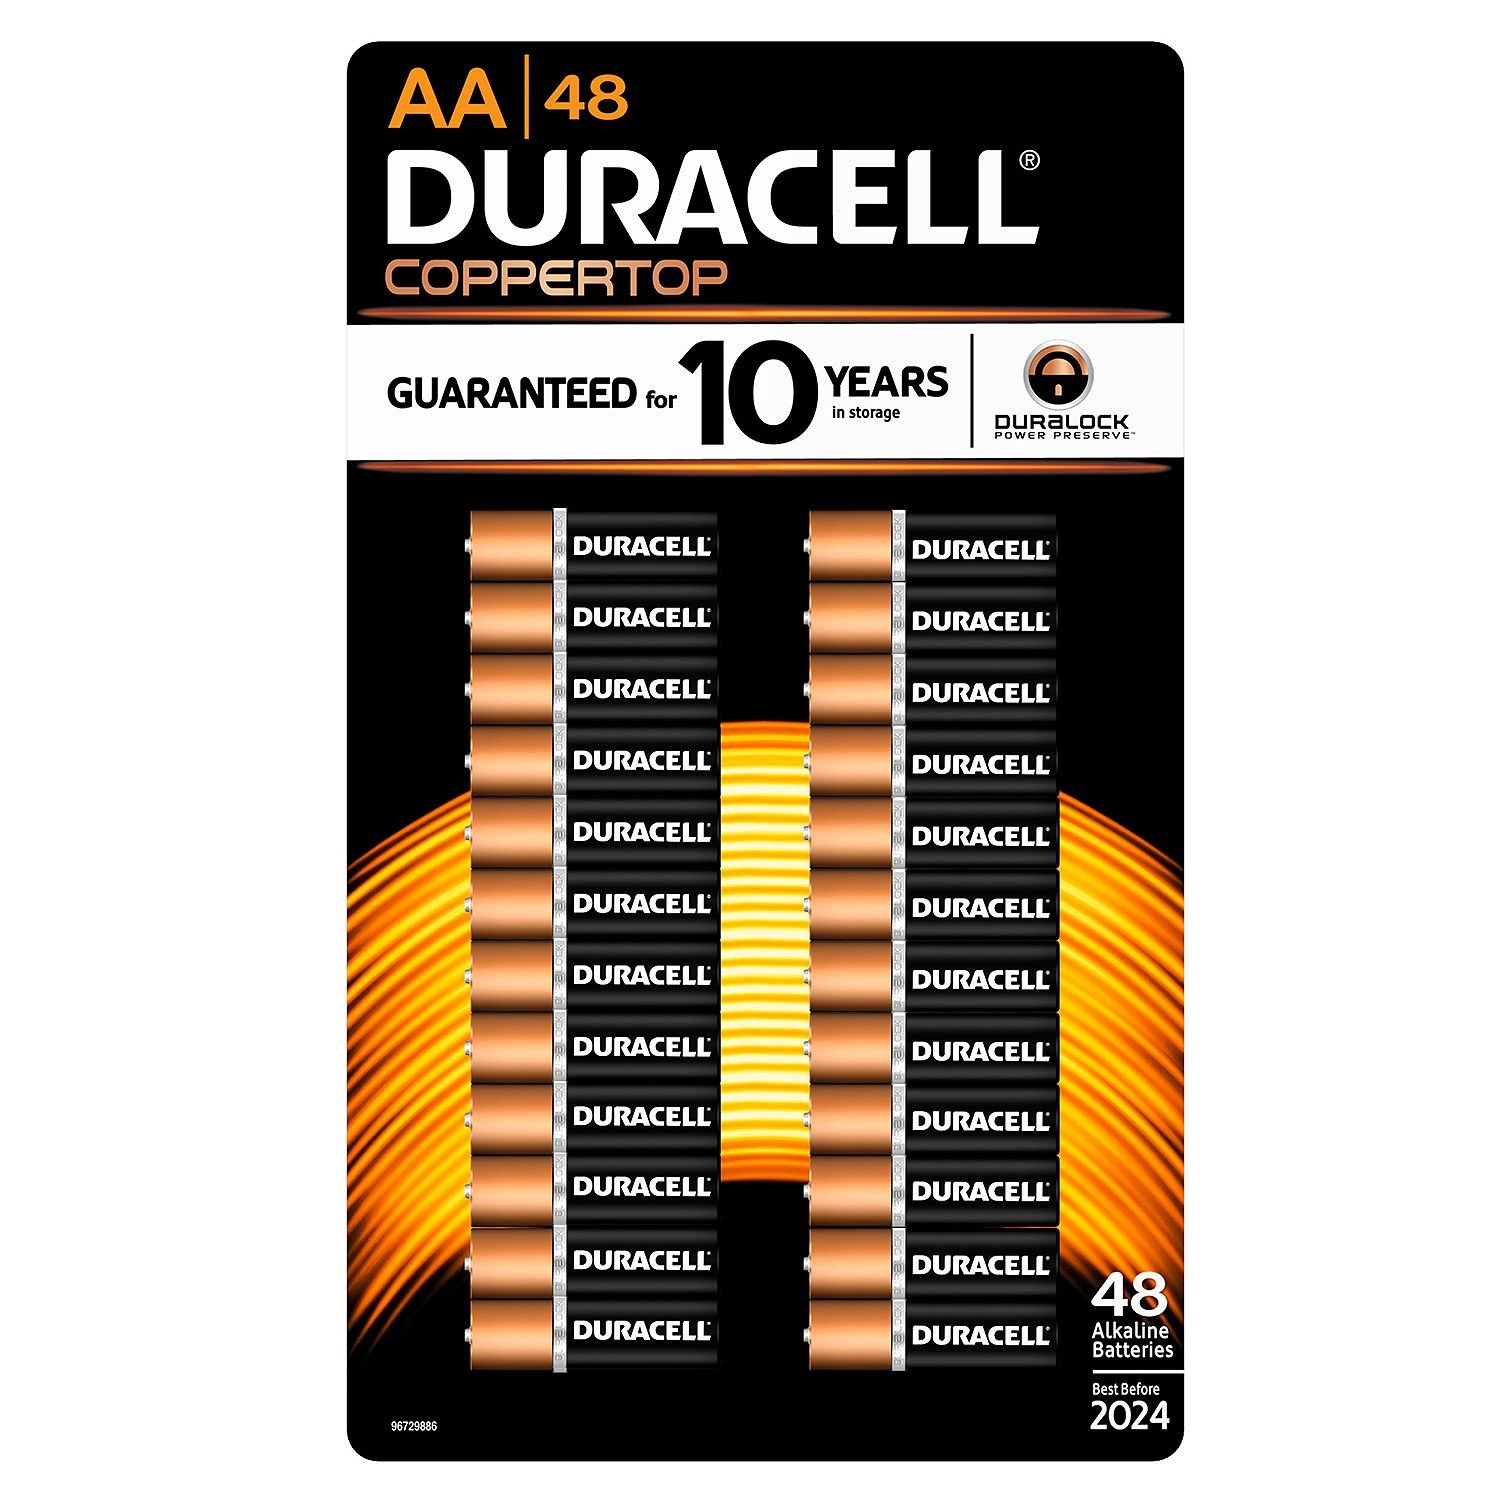 AA | 48
DURACELL®
COPPERTOP
GUARANTEED for 10 YEARS
in storage
DURALOCK
POWER PRESERVE™
DURACELL DURACELL
DURACELL DURACELL
DURACELL DURACELL
DURACELL DURACELL
DURACELL DURACELL
DURACELL DURACELL
DURACELL DURACELL
DURACELL DURACELL
DURACELL DURACELL
DURACELL DURACELL
DURACELL DURACELL
DURACELL DURACELL
48
Alkaline
Batteries
Best Before
2024
96729886